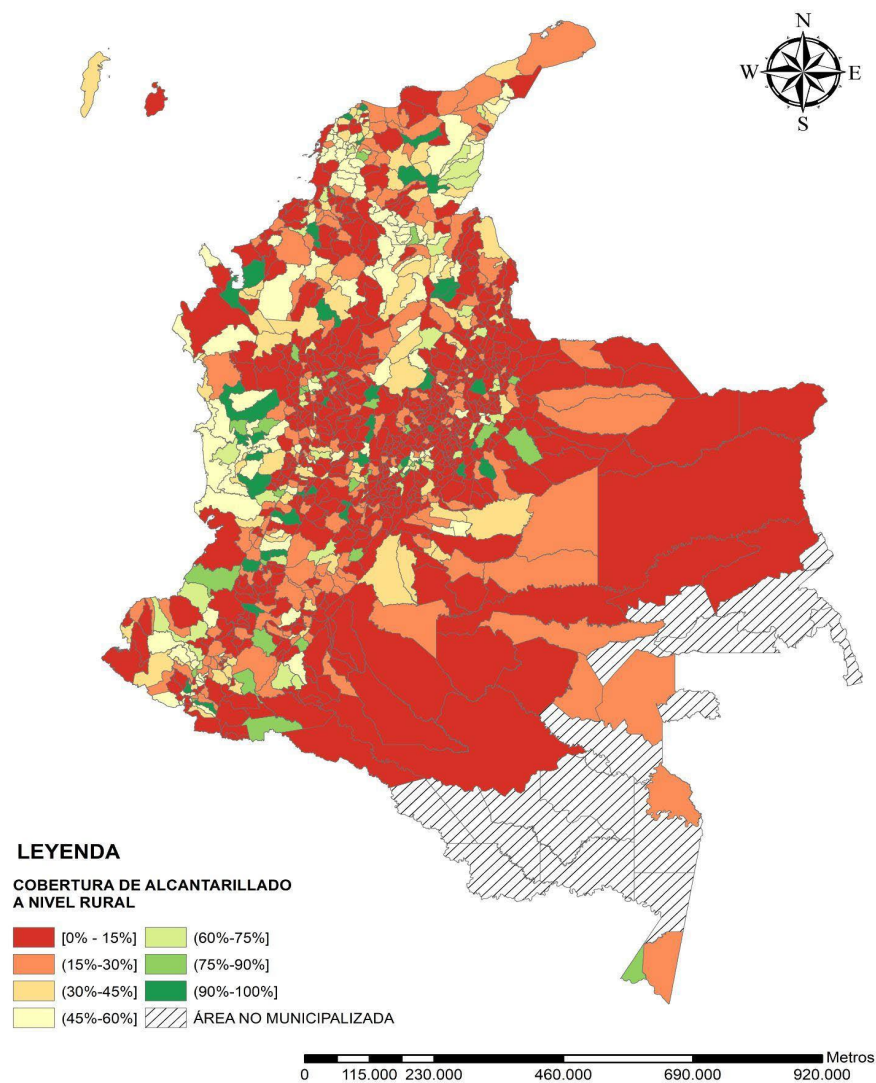 N
W E
S
LEYENDA
COBERTURA DE ALCANTARILLADO
A NIVEL RURAL
[0% - 15%] (60%-75%]
(15%-30%] (75%-90%]
(30%-45%] (90%-100%]
(45%-60%] ÁREA NO MUNICIPALIZADA
Metros
0 115.000 230.000 460.000 690.000 920.000